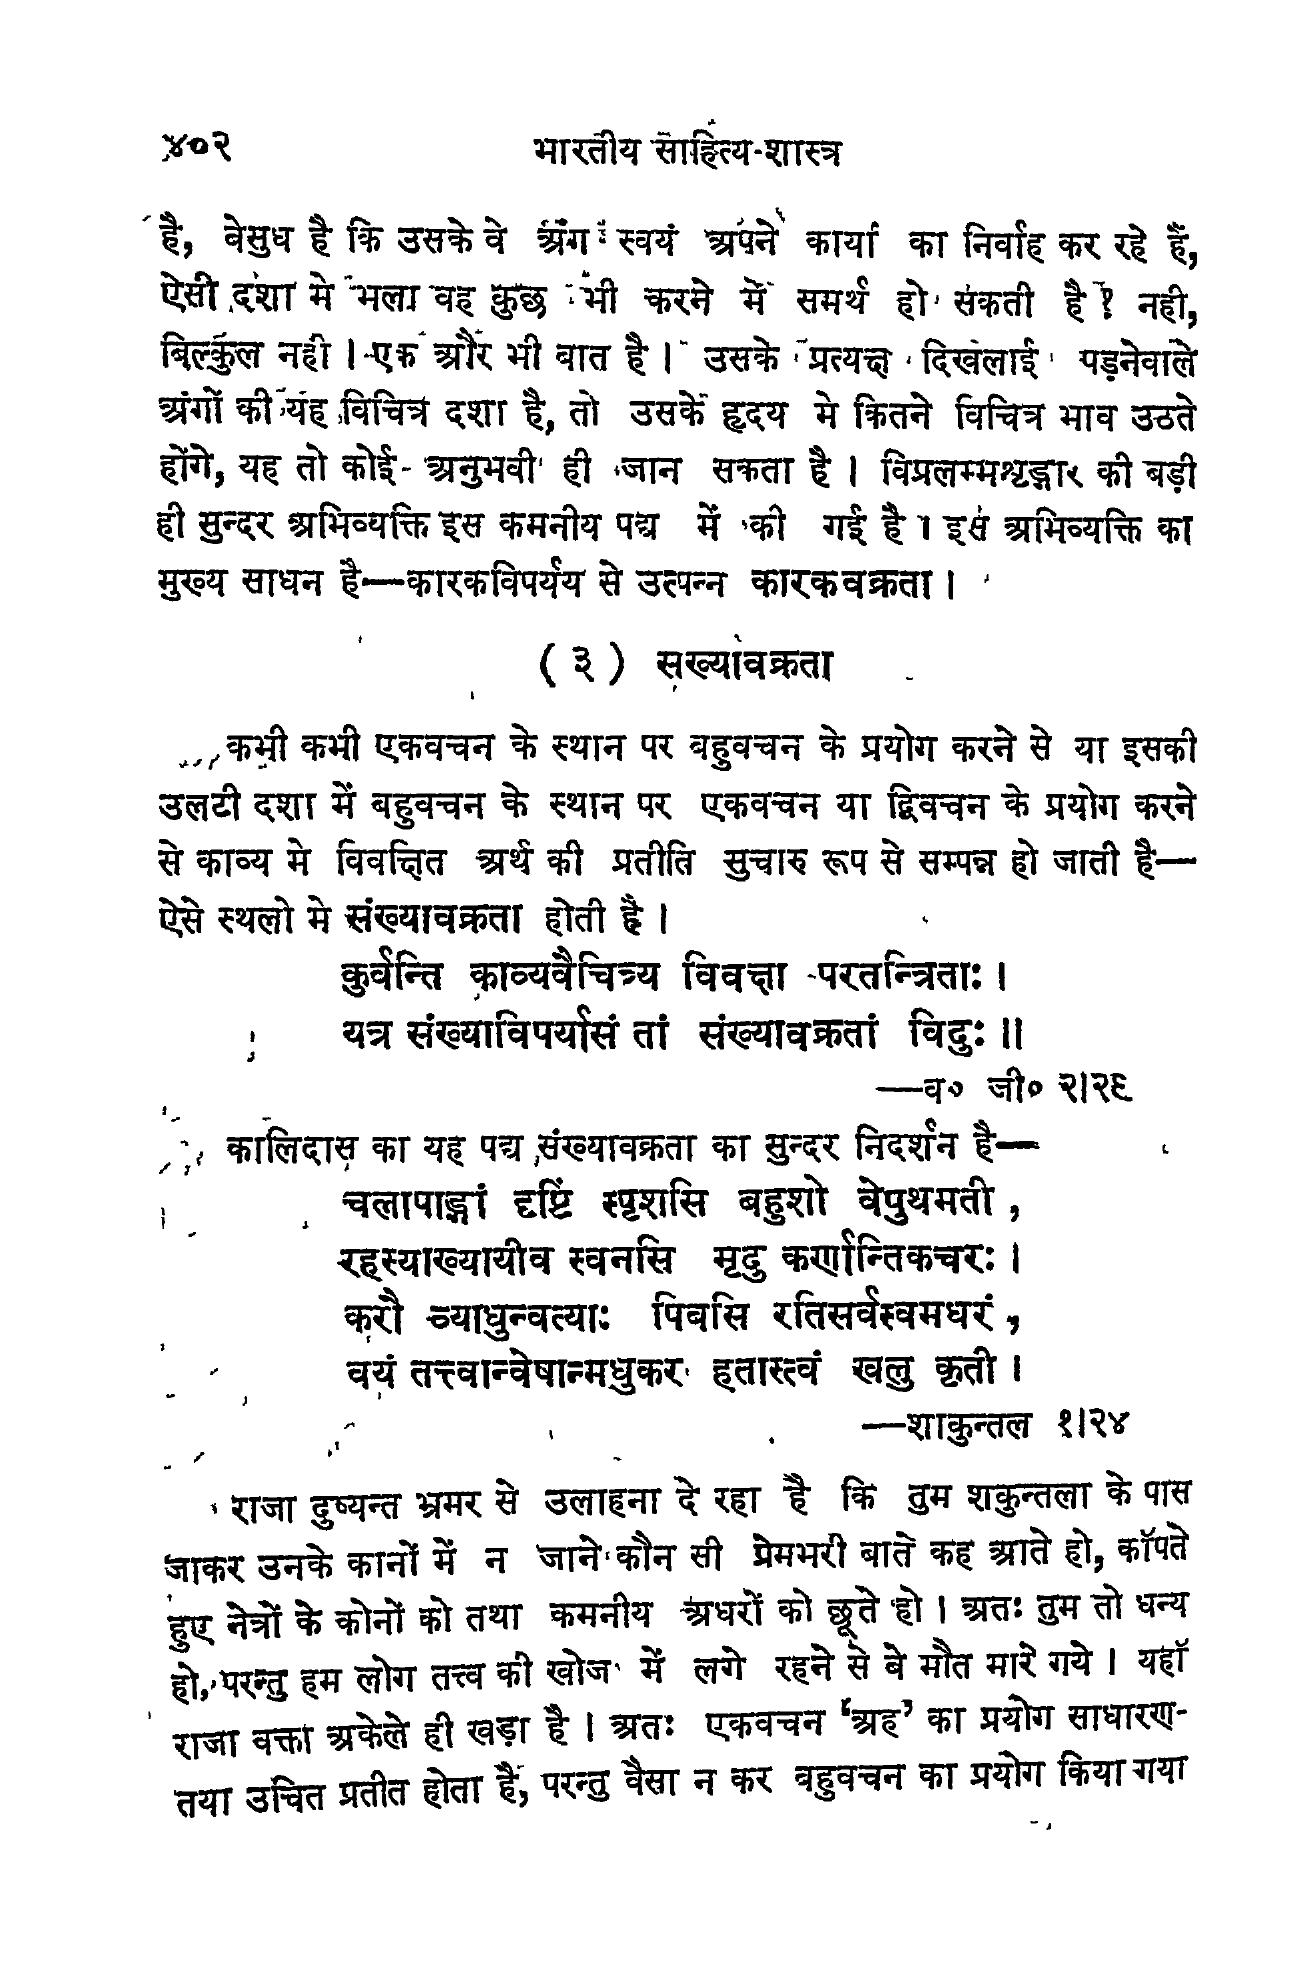 ४०२ भारतीय साहित्य-शास्त्र
है, वेसुध है कि उसके वे अंग स्वयं अपने कार्यों का निर्वाह कर रहे हैं,
ऐसी दशा मे भला वह कुछ भी करने में समर्थ हो सकती है? नही,
बिल्कुल नही। एक और भी बात है। उसके प्रत्यक्ष दिखलाई पड़नेवाले
अंगों की यह विचित्र दशा है, तो उसके हृदय मे कितने विचित्र भाव उठते
होंगे, यह तो कोई अनुभवी ही जान सकता है। विप्रलम्भशृङ्गार की बड़ी
ही सुन्दर अभिव्यक्ति इस कमनीय पद्य में की गई है। इस अभिव्यक्ति का
मुख्य साधन है—कारकविपर्यय से उत्पन्न कारकवक्रता।
( ३ ) सख्यावक्रता
कभी कभी एकवचन के स्थान पर बहुवचन के प्रयोग करने से या इसकी
उलटी दशा में बहुवचन के स्थान पर एकवचन या द्विवचन के प्रयोग करने
से काव्य मे विवक्षित अर्थ की प्रतीति सुचारु रूप से सम्पन्न हो जाती है—
ऐसे स्थलो मे संख्यावक्रता होती है।
कुर्वन्ति काव्यवैचित्र्य विवक्षा परतन्त्रिताः।
यत्र संख्याविपर्यासं तां संख्यावक्रतां विदुः॥
—व० जी० २।२९
कालिदास का यह पद्य संख्यावक्रता का सुन्दर निदर्शन है—
चलापाङ्गां दृष्टिं स्पृशसि बहुशो वेपुथमती,
रहस्याख्यायीव स्वनसि मृदु कर्णान्तिकचरः।
करौ व्याधुन्वत्याः पिबसि रतिसर्वस्वमधरं,
वयं तत्त्वान्वेषान्मधुकर हतास्त्वं खलु कृती।
—शाकुन्तल १।२४
राजा दुष्यन्त भ्रमर से उलाहना दे रहा है कि तुम शकुन्तला के पास
जाकर उनके कानों में न जाने कौन सी प्रेमभरी बाते कह आते हो, कॉपते
हुए नेत्रों के कोनों को तथा कमनीय अधरों को छूते हो। अतः तुम तो धन्य
हो, परन्तु हम लोग तत्त्व की खोज में लगे रहने से बे मौत मारे गये। यहॉ
राजा वक्ता अकेले ही खड़ा है। अतः एकवचन ‘अह’ का प्रयोग साधारण-
तया उचित प्रतीत होता है, परन्तु वैसा न कर बहुवचन का प्रयोग किया गया